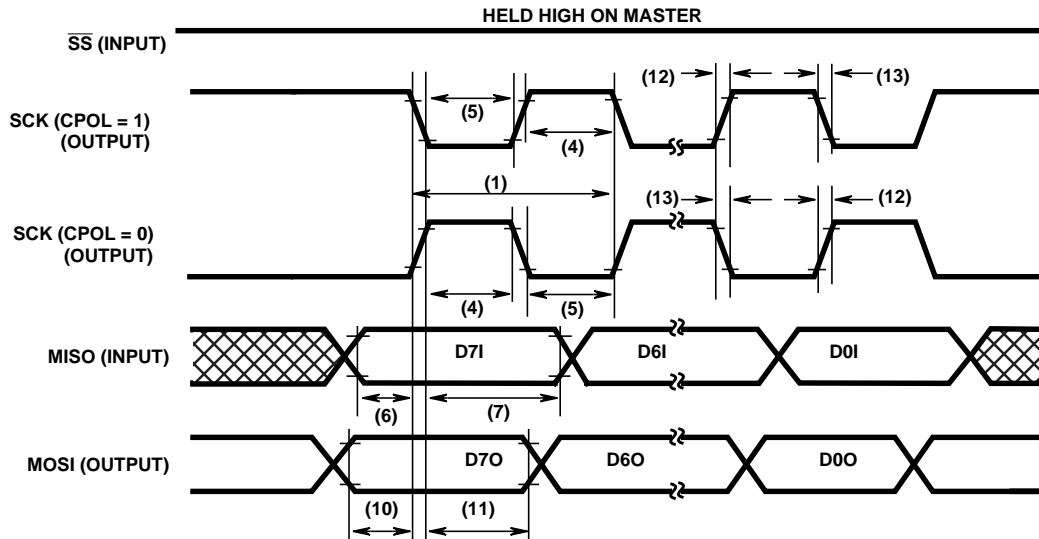 HELD HIGH ON MASTER
SS (INPUT)
(12)
(13)
SCK (CPOL = 1)
(OUTPUT)
(5)
(4)
(1)
(13)
(12)
SCK (CPOL = 0)
(OUTPUT)
(4)
(5)
MISO (INPUT)
D7I
D6I
D0I
(6)
(7)
MOSI (OUTPUT)
D7O
D6O
D0O
(10)
(11)